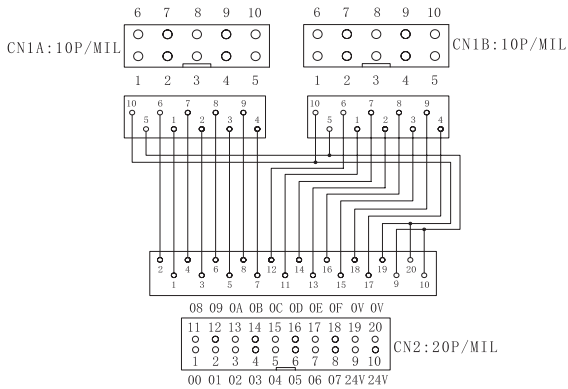 6 7 8 9 10
6 7 8 9 10
CN1A:10P/MIL
CN1B:10P/MIL
1 2 3 4 5
1 2 3 4 5
10 6 7 8 9
10 6 7 8 9
5 1 2 3 4
5 1 2 3 4
2 4 6 8 12 14 16 18 19 20
1 3 5 7 11 13 15 17 9 10
08 09 0A 0B 0C 0D 0E 0F 0V 0V
11 12 13 14 15 16 17 18 19 20
CN2:20P/MIL
1 2 3 4 5 6 7 8 9 10
00 01 02 03 04 05 06 07 24V 24V